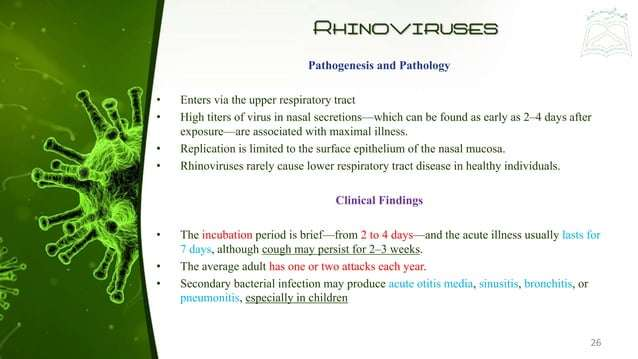 RHINOVIRUSES
Pathogenesis and Pathology
• Enters via the upper respiratory tract
• High titers of virus in nasal secretions—which can be found as early as 2–4 days after
exposure—are associated with maximal illness.
• Replication is limited to the surface epithelium of the nasal mucosa.
• Rhinoviruses rarely cause lower respiratory tract disease in healthy individuals.
Clinical Findings
• The incubation period is brief—from 2 to 4 days—and the acute illness usually lasts for
7 days, although cough may persist for 2–3 weeks.
• The average adult has one or two attacks each year.
• Secondary bacterial infection may produce acute otitis media, sinusitis, bronchitis, or
pneumonitis, especially in children
26